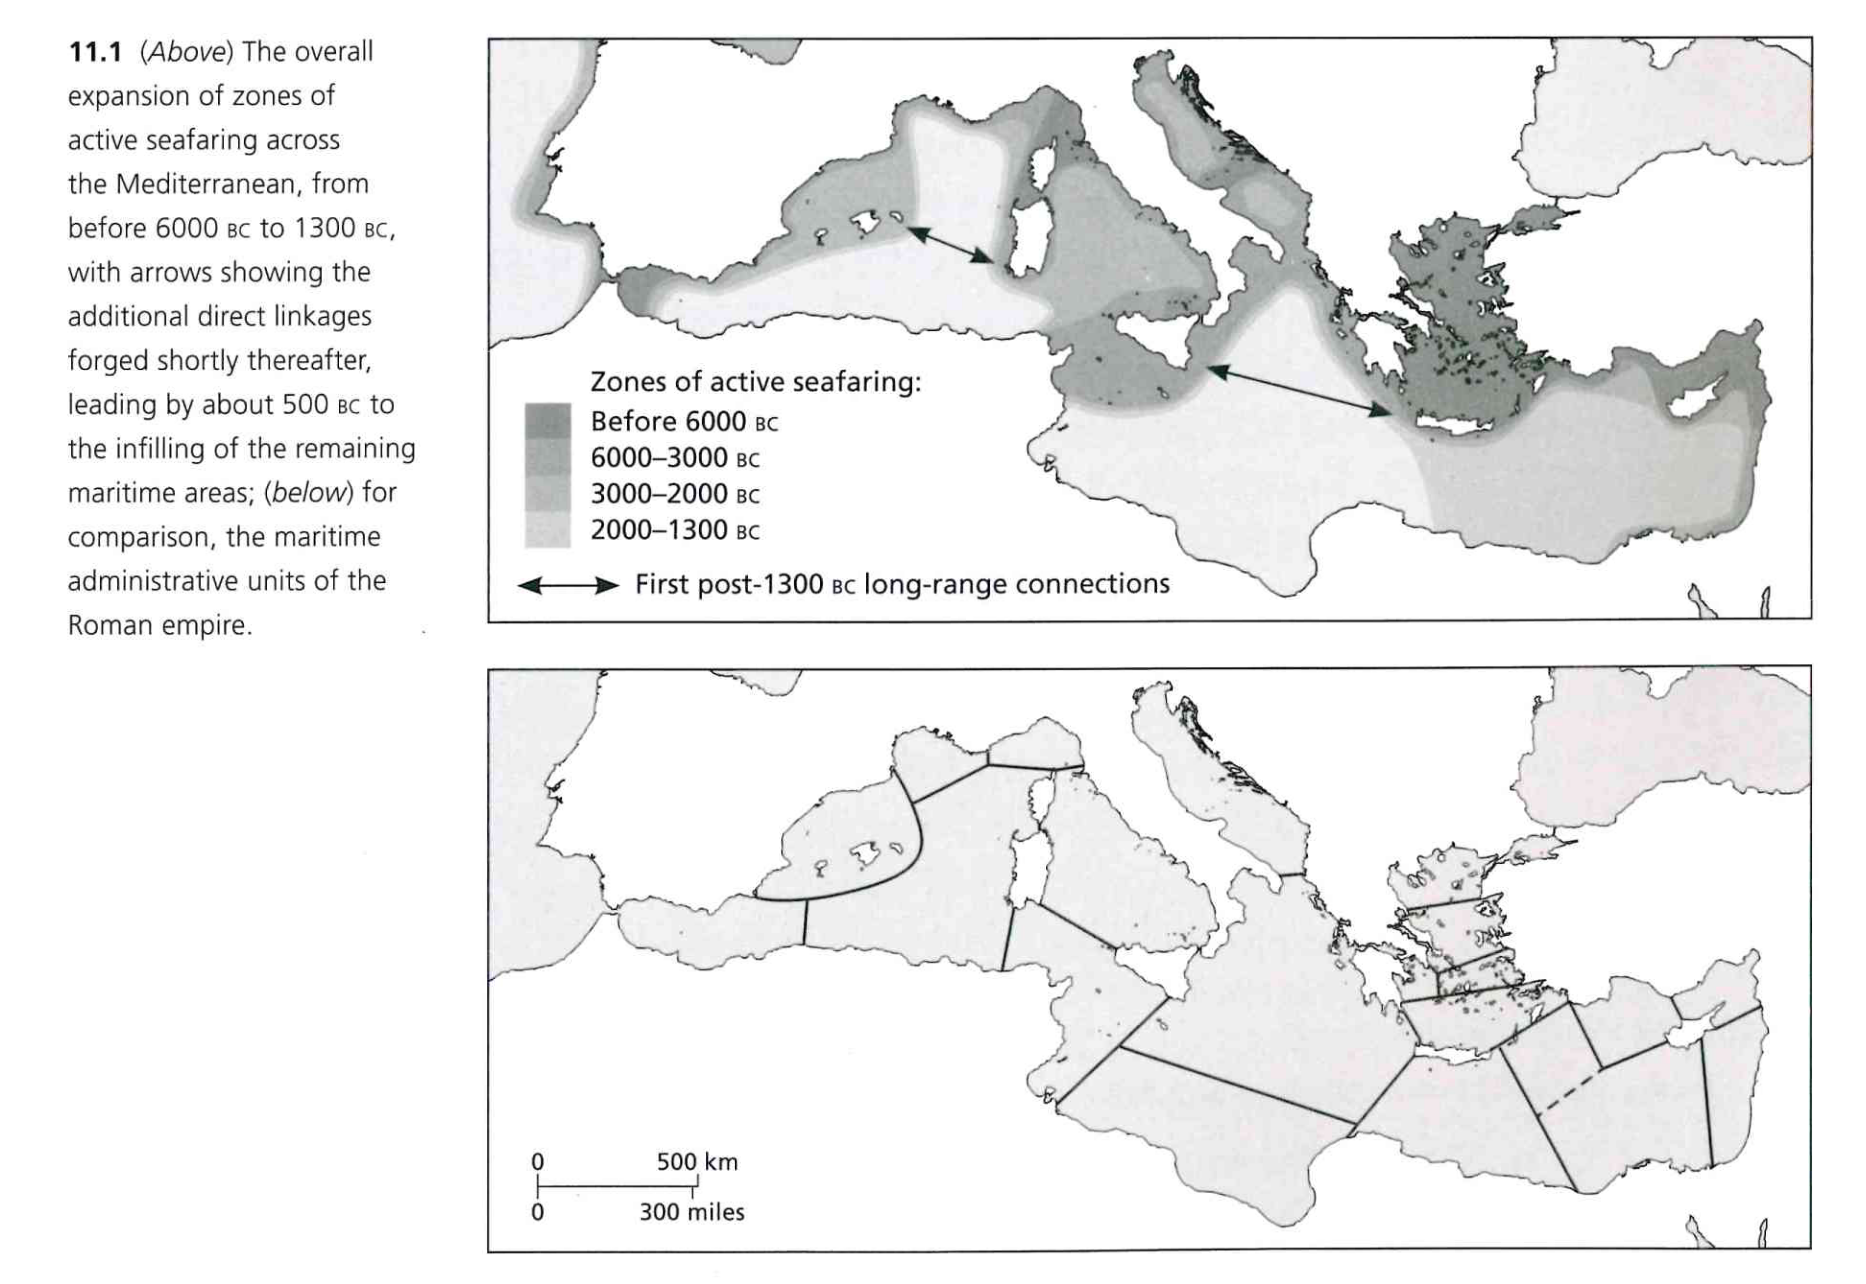 11.1 (Above) The overall
expansion of zones of
active seafaring across
the Mediterranean, from
before 6000 BC to 1300 BC,
with arrows showing the
additional direct linkages
forged shortly thereafter,
leading by about 500 BC to
the infilling of the remaining
maritime areas; (below) for
comparison, the maritime
administrative units of the
Roman empire.
Zones of active seafaring:
Before 6000 BC
6000–3000 BC
3000–2000 BC
2000–1300 BC
First post-1300 BC long-range connections
0 500 km
0 300 miles